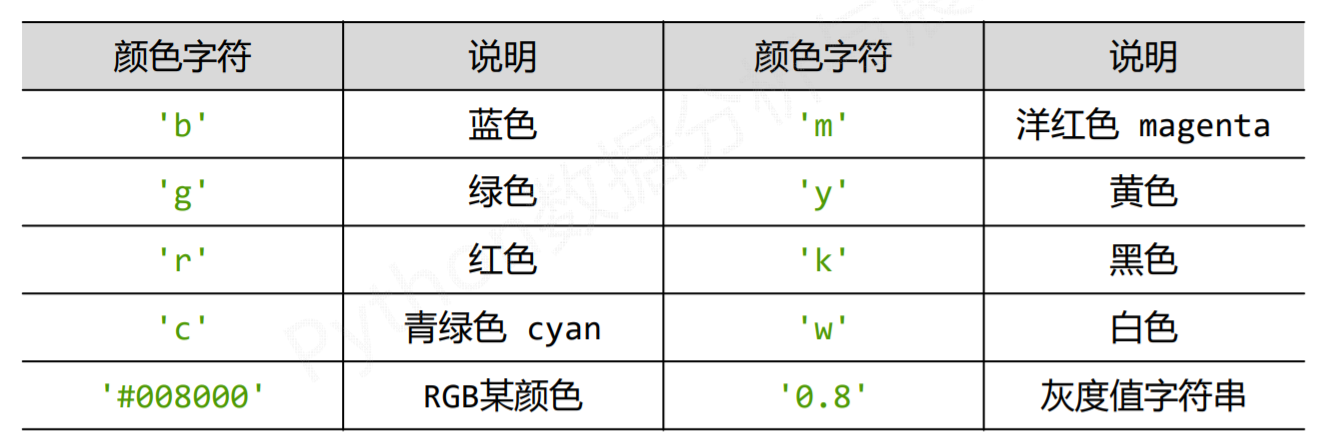 颜色字符 说明 颜色字符 说明
'b' 蓝色 'm' 洋红色 magenta
'g' 绿色 'y' 黄色
'r' 红色 'k' 黑色
'c' 青绿色 cyan 'w' 白色
'#008000' RGB某颜色 '0.8' 灰度值字符串
Python数据分析